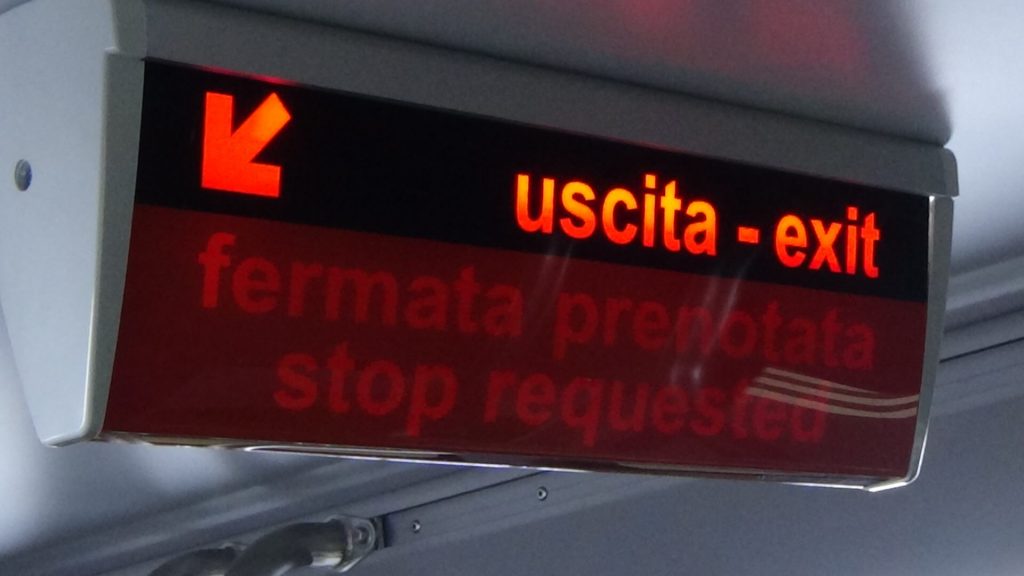 uscita - exit
fermata prenotata
stop requested